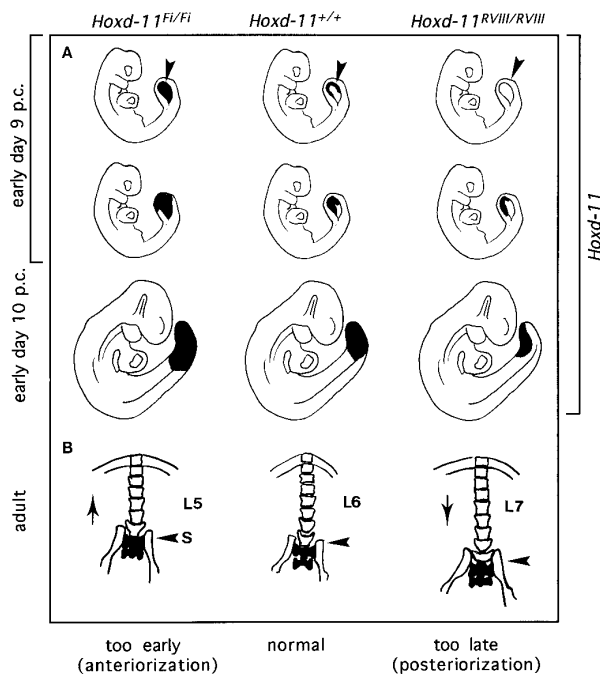 Hoxd-11Fi/Fi
Hoxd-11+/+
Hoxd-11RVIII/RVIII
A
early day 9 p.c.
early day 10 p.c.
Hoxd-11
B
adult
L5
S
L6
L7
too early
(anteriorization)
normal
too late
(posteriorization)